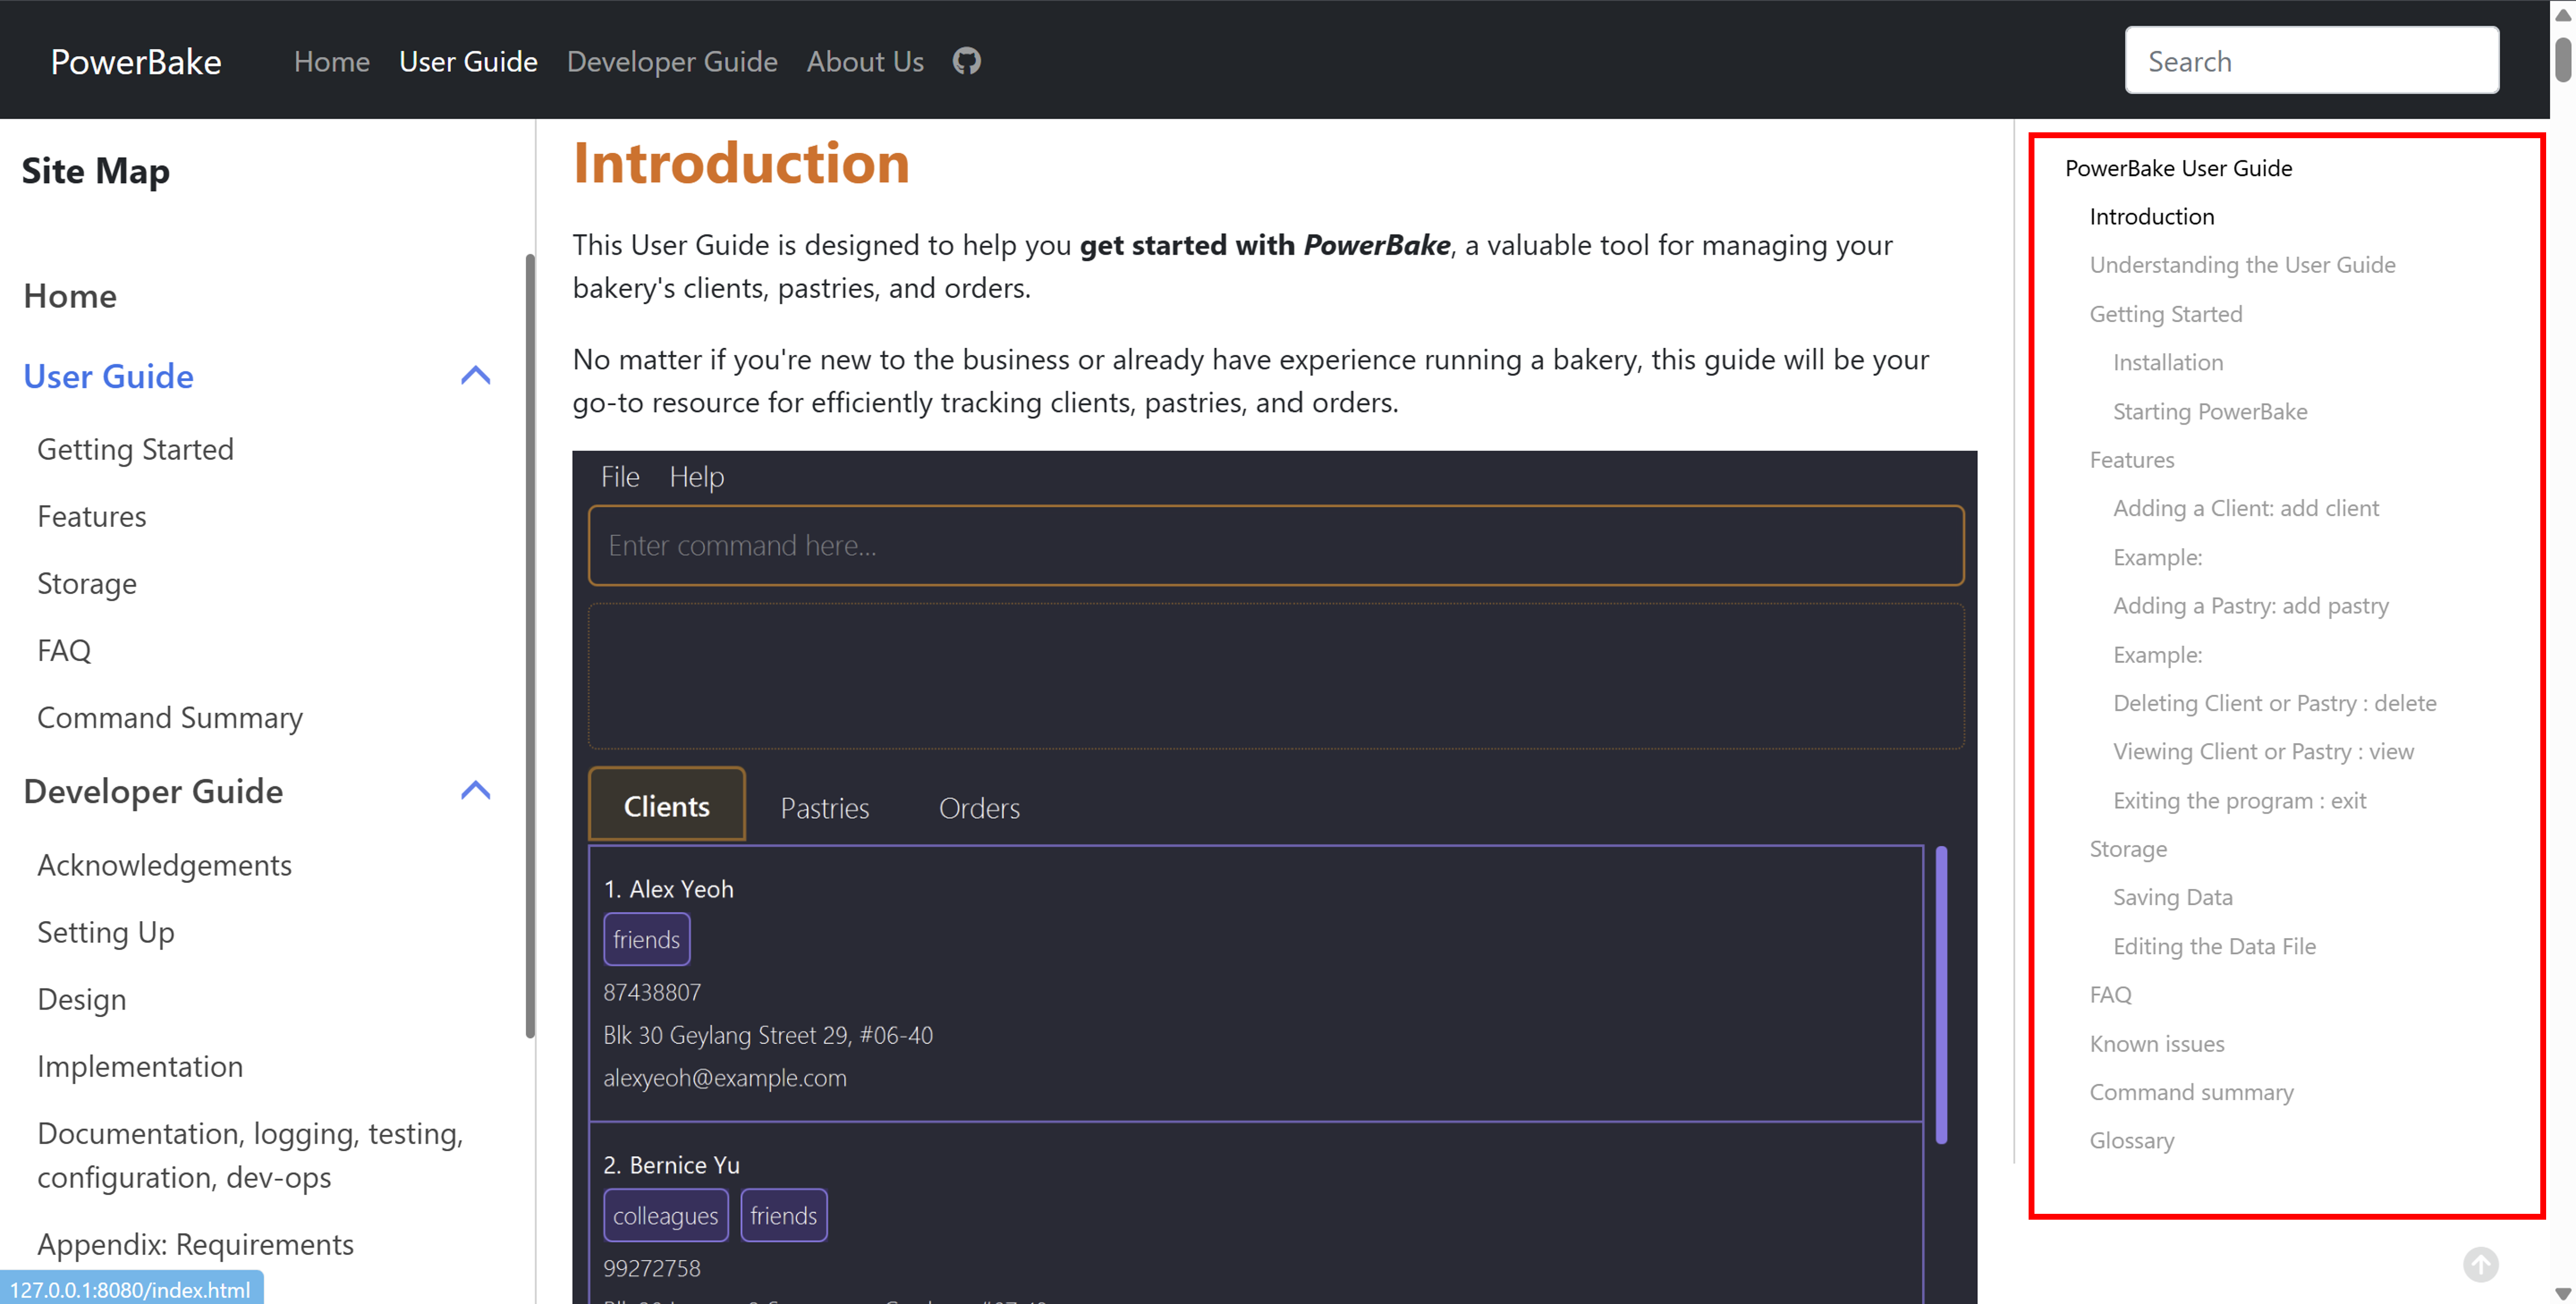 PowerBake
Home
User Guide
Developer Guide
About Us
Search
Site Map
Home
User Guide
Getting Started
Features
Storage
FAQ
Command Summary
Developer Guide
Acknowledgements
Setting Up
Design
Implementation
Documentation, logging, testing,
configuration, dev-ops
Appendix: Requirements
127.0.0.1:8080/index.html
Introduction
This User Guide is designed to help you get started with PowerBake, a valuable tool for managing your
bakery's clients, pastries, and orders.
No matter if you're new to the business or already have experience running a bakery, this guide will be your
go-to resource for efficiently tracking clients, pastries, and orders.
File Help
Enter command here...
Clients Pastries Orders
1. Alex Yeoh
friends
87438807
Blk 30 Geylang Street 29, #06-40
alexyeoh@example.com
2. Bernice Yu
colleagues friends
99272758
PowerBake User Guide
Introduction
Understanding the User Guide
Getting Started
Installation
Starting PowerBake
Features
Adding a Client: add client
Example:
Adding a Pastry: add pastry
Example:
Deleting Client or Pastry : delete
Viewing Client or Pastry : view
Exiting the program : exit
Storage
Saving Data
Editing the Data File
FAQ
Known issues
Command summary
Glossary